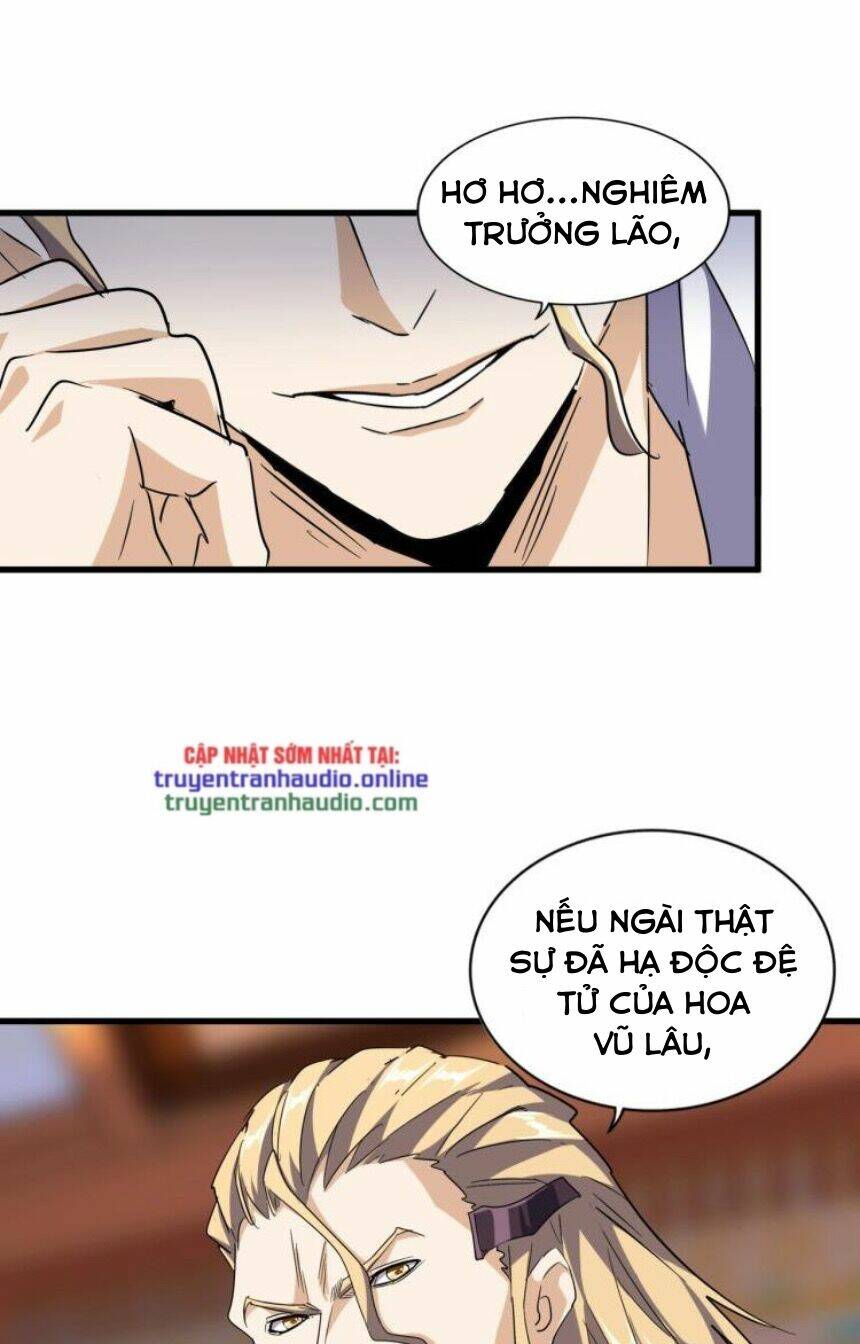 HƠ HƠ...NGHIÊM
TRƯỞNG LÃO,
CẬP NHẬT SỚM NHẤT TẠI:
truyentranhaudio.online
truyentranhaudio.com
NẾU NGÀI THẬT
SỰ ĐÃ HẠ ĐỘC ĐỆ
TỬ CỦA HOA
VŨ LÂU,